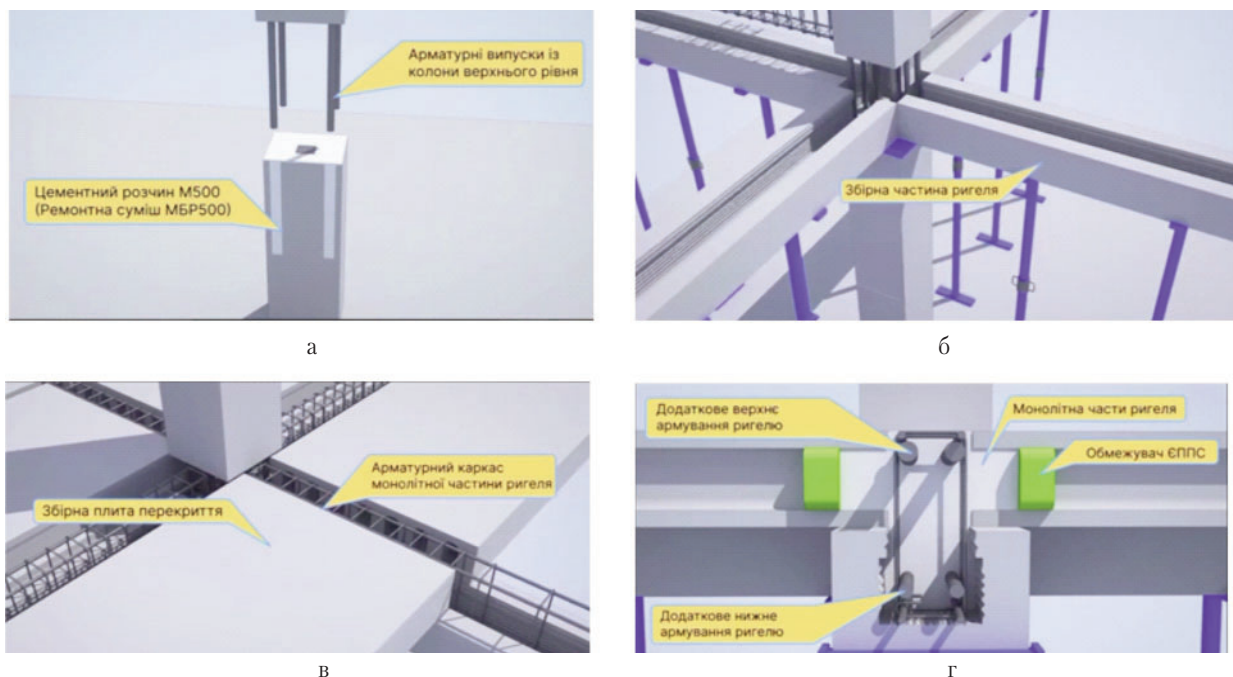 Арматурні випуски із
колони верхнього рівня
Цементний розчин М500
(Ремонтна суміш МБР500)
а
Збірна частина ригеля
б
Арматурний каркас
монолітної частини ригеля
Збірна плита перекриття
в
Додаткове верхнє
армування ригелю
Монолітна части ригеля
Обмежувач ЄППС
Додаткове нижнє
армування ригелю
г